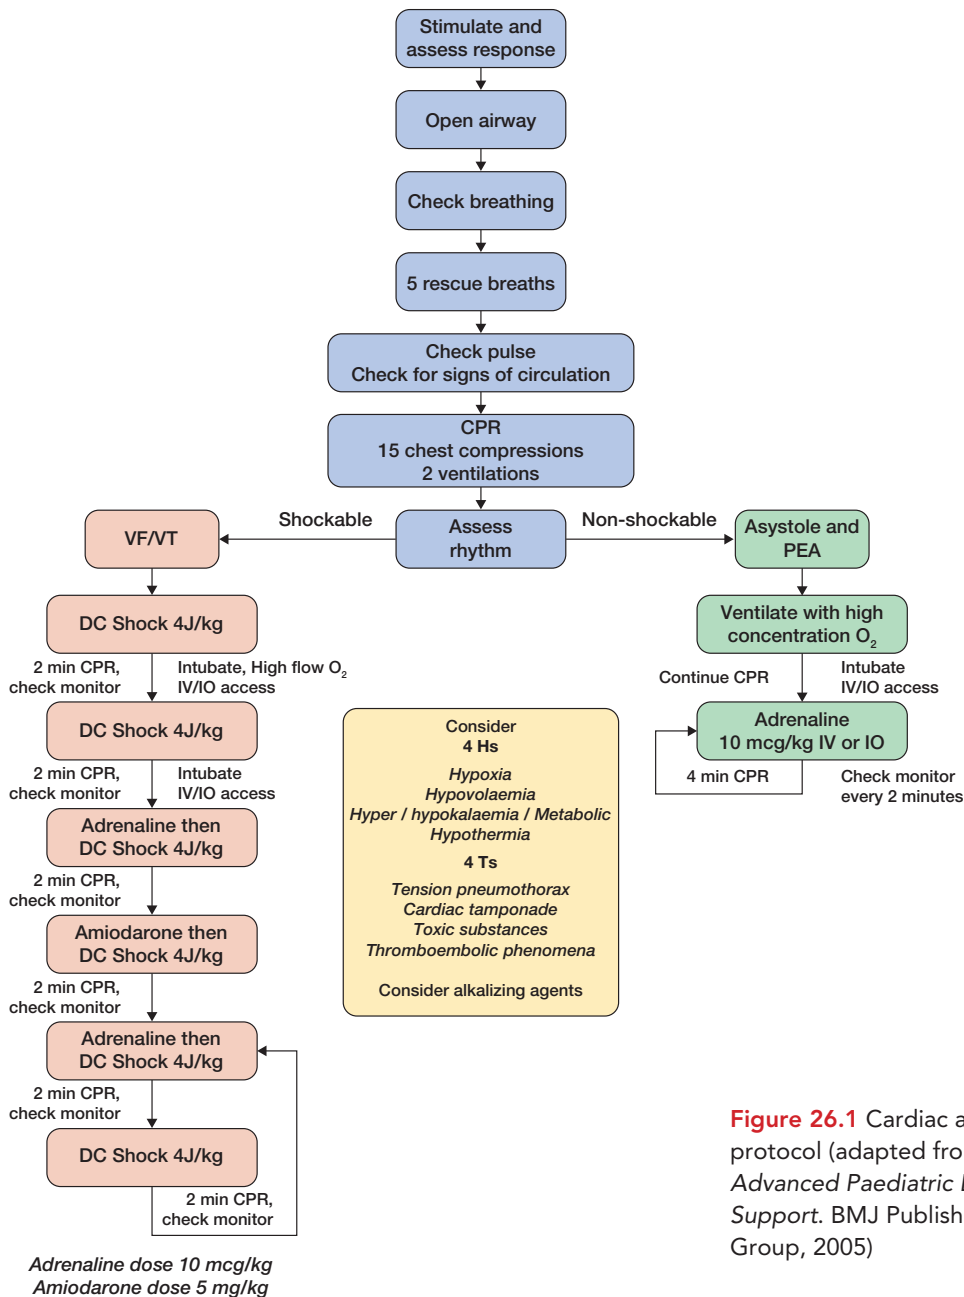 Stimulate and
assess response
Open airway
Check breathing
5 rescue breaths
Check pulse
Check for signs of circulation
CPR
15 chest compressions
2 ventilations
Shockable
Assess
rhythm
Non-shockable
VF/VT
DC Shock 4J/kg
2 min CPR,
check monitor
Intubate, High flow O₂
IV/IO access
DC Shock 4J/kg
2 min CPR,
check monitor
Intubate
IV/IO access
Adrenaline then
DC Shock 4J/kg
2 min CPR,
check monitor
Amiodarone then
DC Shock 4J/kg
2 min CPR,
check monitor
Adrenaline then
DC Shock 4J/kg
2 min CPR,
check monitor
DC Shock 4J/kg
2 min CPR,
check monitor
Adrenaline dose 10 mcg/kg
Amiodarone dose 5 mg/kg
Consider
4 Hs
Hypoxia
Hypovolaemia
Hyper / hypokalaemia / Metabolic
Hypothermia
4 Ts
Tension pneumothorax
Cardiac tamponade
Toxic substances
Thromboembolic phenomena
Consider alkalizing agents
Asystole and
PEA
Ventilate with high
concentration O₂
Continue CPR
Intubate
IV/IO access
Adrenaline
10 mcg/kg IV or IO
4 min CPR
Check monitor
every 2 minutes
Figure 26.1 Cardiac a
protocol (adapted fro
Advanced Paediatric
Support. BMJ Publish
Group, 2005)